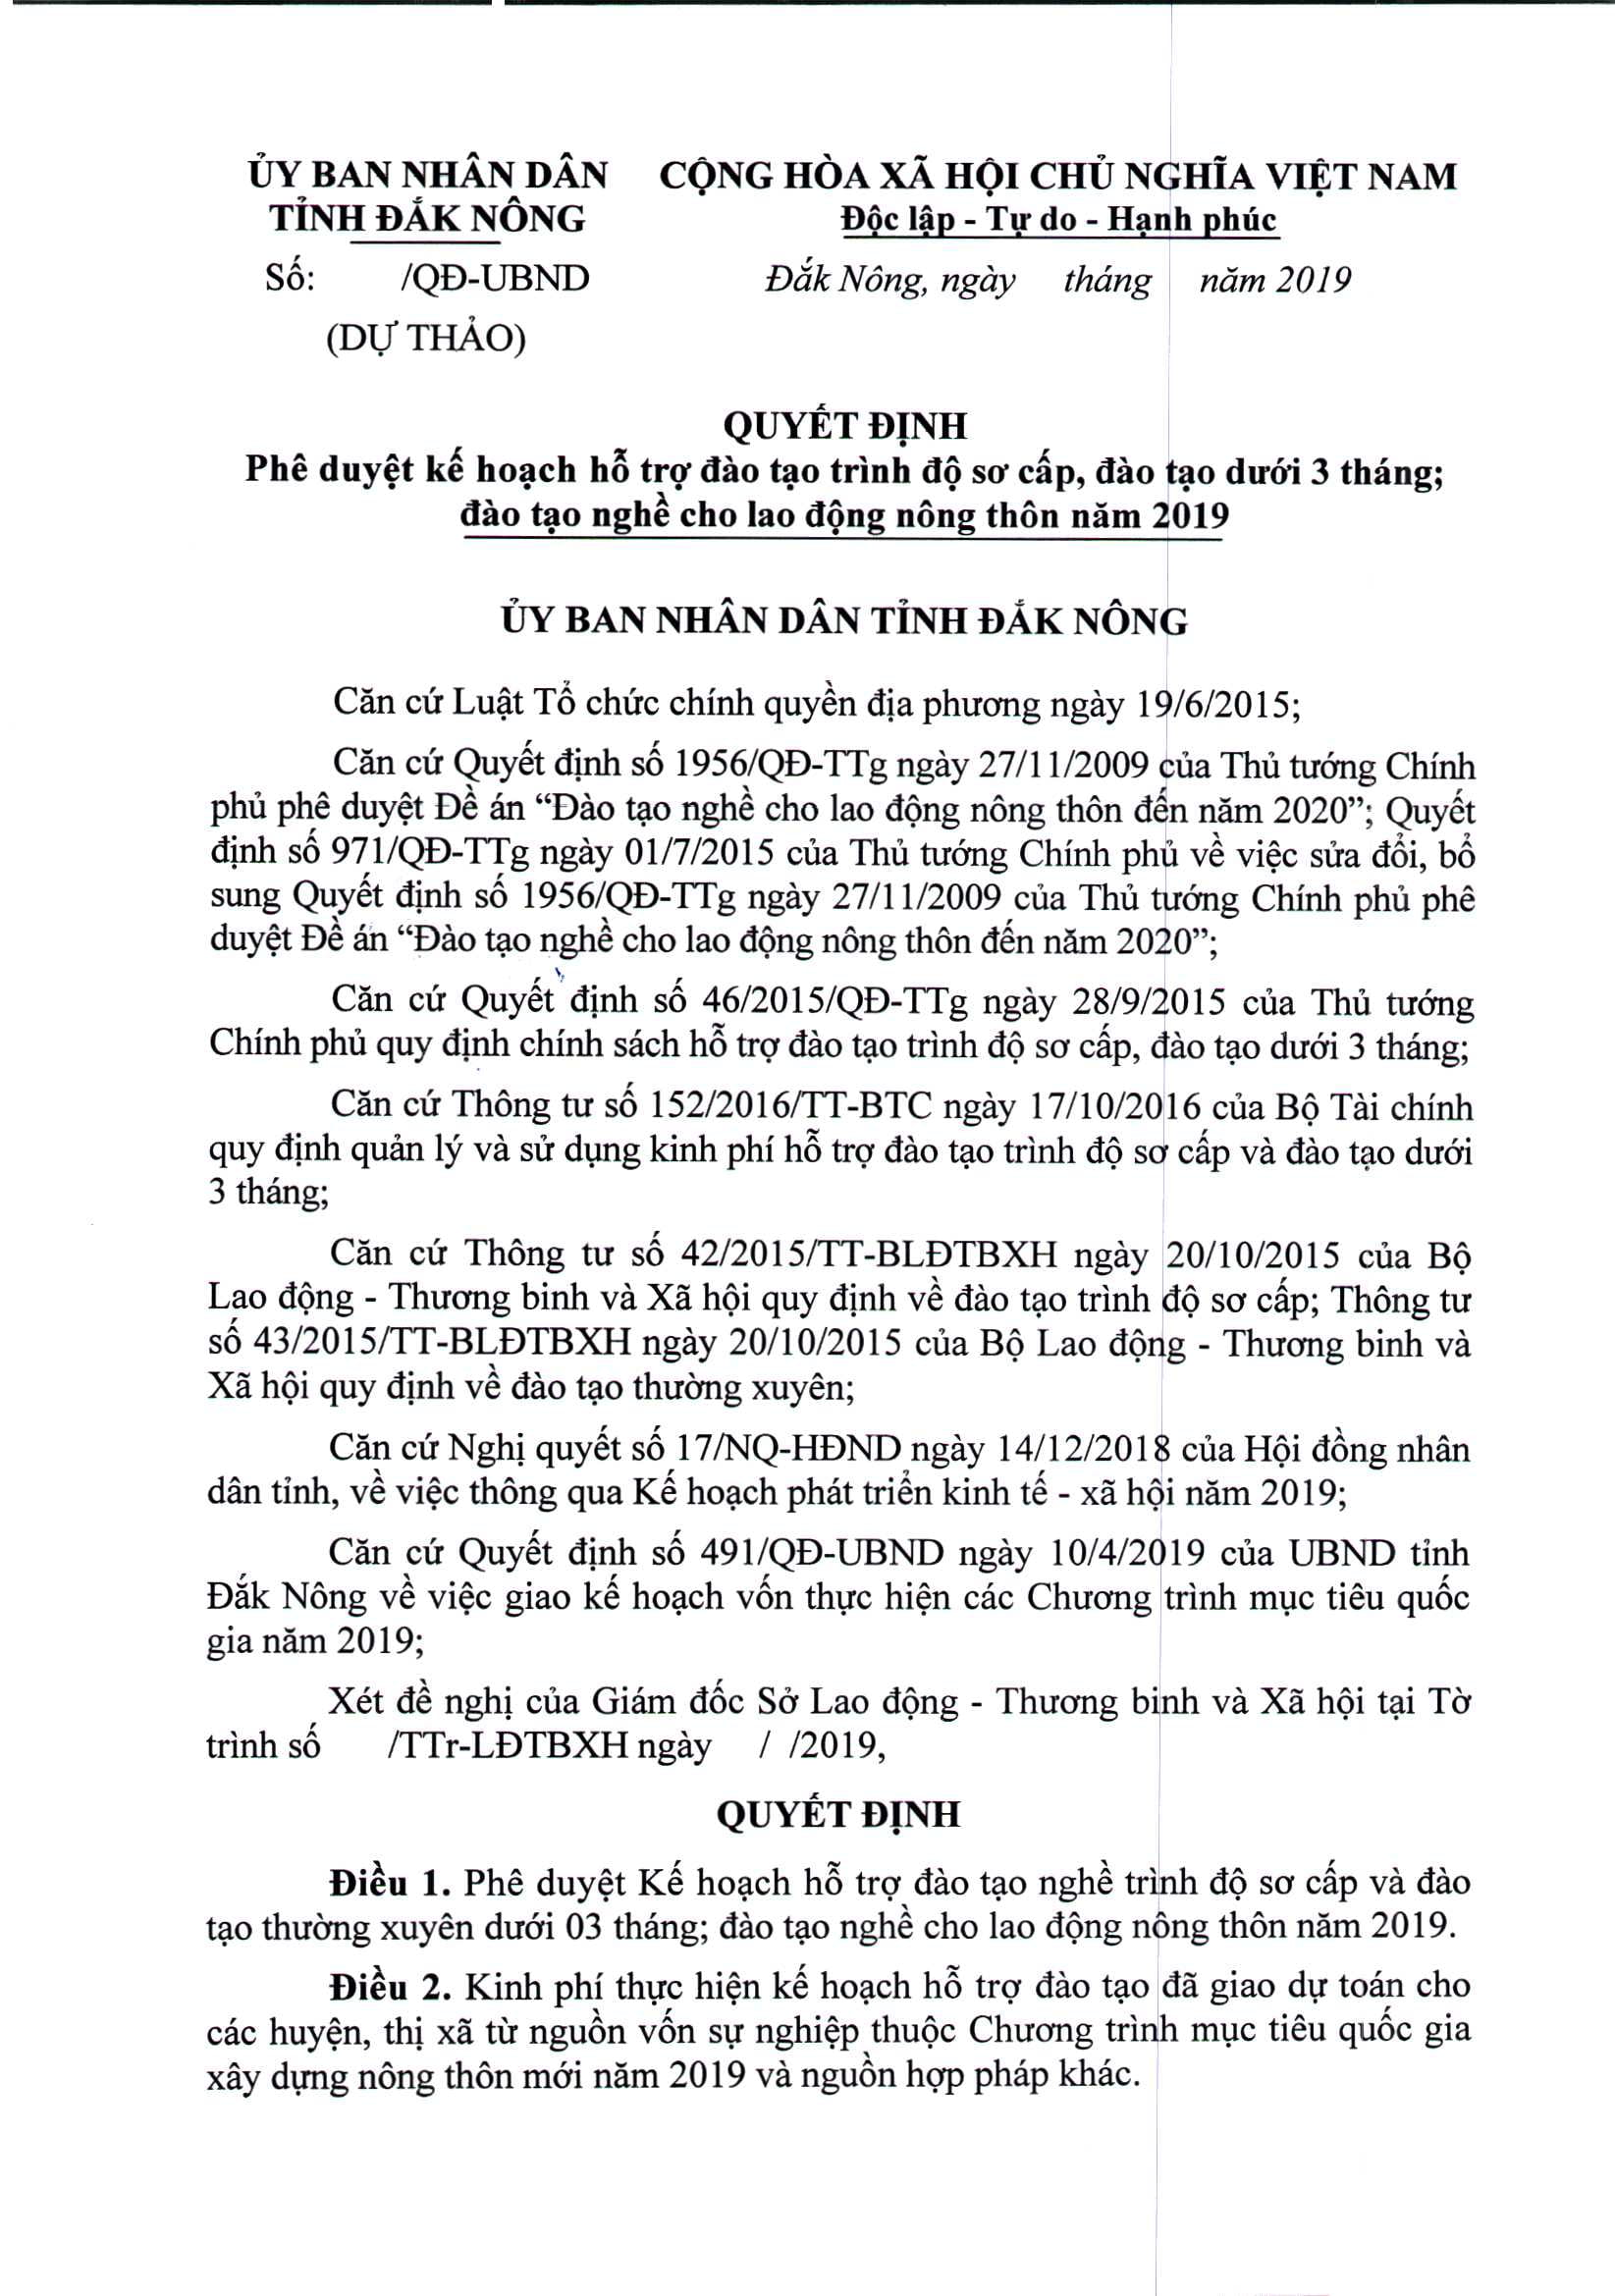 ỦY BAN NHÂN DÂN
TỈNH ĐẮK NÔNG
CỘNG HÒA XÃ HỘI CHỦ NGHĨA VIỆT NAM
Độc lập - Tự do - Hạnh phúc
Số: /QĐ-UBND
Đắk Nông, ngày tháng năm 2019
(DỰ THẢO)
QUYẾT ĐỊNH
Phê duyệt kế hoạch hỗ trợ đào tạo trình độ sơ cấp, đào tạo dưới 3 tháng;
đào tạo nghề cho lao động nông thôn năm 2019
ỦY BAN NHÂN DÂN TỈNH ĐẮK NÔNG
Căn cứ Luật Tổ chức chính quyền địa phương ngày 19/6/2015;
Căn cứ Quyết định số 1956/QĐ-TTg ngày 27/11/2009 của Thủ tướng Chính
phủ phê duyệt Đề án “Đào tạo nghề cho lao động nông thôn đến năm 2020”; Quyết
định số 971/QĐ-TTg ngày 01/7/2015 của Thủ tướng Chính phủ về việc sửa đổi, bổ
sung Quyết định số 1956/QĐ-TTg ngày 27/11/2009 của Thủ tướng Chính phủ phê
duyệt Đề án “Đào tạo nghề cho lao động nông thôn đến năm 2020”;
Căn cứ Quyết định số 46/2015/QĐ-TTg ngày 28/9/2015 của Thủ tướng
Chính phủ quy định chính sách hỗ trợ đào tạo trình độ sơ cấp, đào tạo dưới 3 tháng;
Căn cứ Thông tư số 152/2016/TT-BTC ngày 17/10/2016 của Bộ Tài chính
quy định quản lý và sử dụng kinh phí hỗ trợ đào tạo trình độ sơ cấp và đào tạo dưới
3 tháng;
Căn cứ Thông tư số 42/2015/TT-BLĐTBXH ngày 20/10/2015 của Bộ
Lao động - Thương binh và Xã hội quy định về đào tạo trình độ sơ cấp; Thông tư
số 43/2015/TT-BLĐTBXH ngày 20/10/2015 của Bộ Lao động - Thương binh và
Xã hội quy định về đào tạo thường xuyên;
Căn cứ Nghị quyết số 17/NQ-HĐND ngày 14/12/2018 của Hội đồng nhân
dân tỉnh, về việc thông qua Kế hoạch phát triển kinh tế - xã hội năm 2019;
Căn cứ Quyết định số 491/QĐ-UBND ngày 10/4/2019 của UBND tỉnh
Đắk Nông về việc giao kế hoạch vốn thực hiện các Chương trình mục tiêu quốc
gia năm 2019;
Xét đề nghị của Giám đốc Sở Lao động - Thương binh và Xã hội tại Tờ
trình số /TTr-LĐTBXH ngày / /2019,
QUYẾT ĐỊNH
Điều 1. Phê duyệt Kế hoạch hỗ trợ đào tạo nghề trình độ sơ cấp và đào
tạo thường xuyên dưới 03 tháng; đào tạo nghề cho lao động nông thôn năm 2019.
Điều 2. Kinh phí thực hiện kế hoạch hỗ trợ đào tạo đã giao dự toán cho
các huyện, thị xã từ nguồn vốn sự nghiệp thuộc Chương trình mục tiêu quốc gia
xây dựng nông thôn mới năm 2019 và nguồn hợp pháp khác.